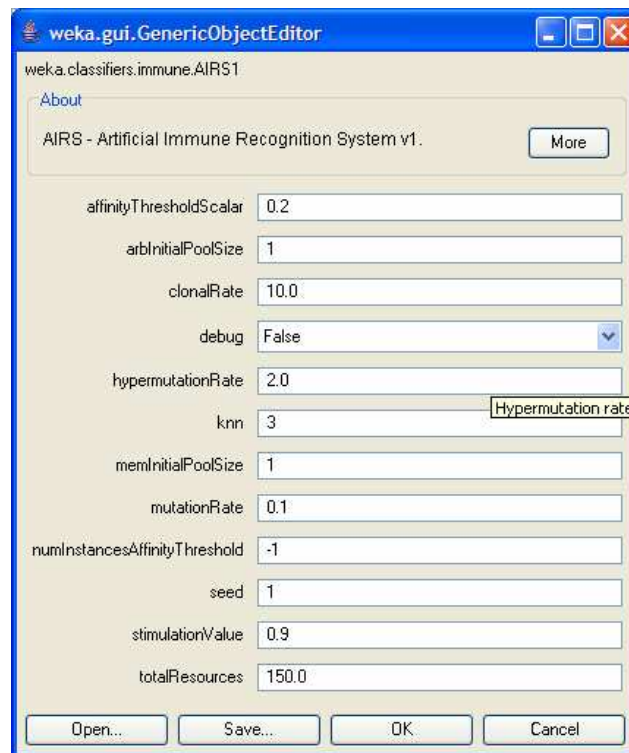 weka.gui.GenericObjectEditor
weka.classifiers.immune.AIRS1
About
AIRS - Artificial Immune Recognition System v1.
More
affinityThresholdScalar 0.2
arbInitialPoolSize 1
clonalRate 10.0
debug False
hypermutationRate 2.0
Hypermutation rate
knn 3
memInitialPoolSize 1
mutationRate 0.1
numInstancesAffinityThreshold -1
seed 1
stimulationValue 0.9
totalResources 150.0
Open... Save... OK Cancel